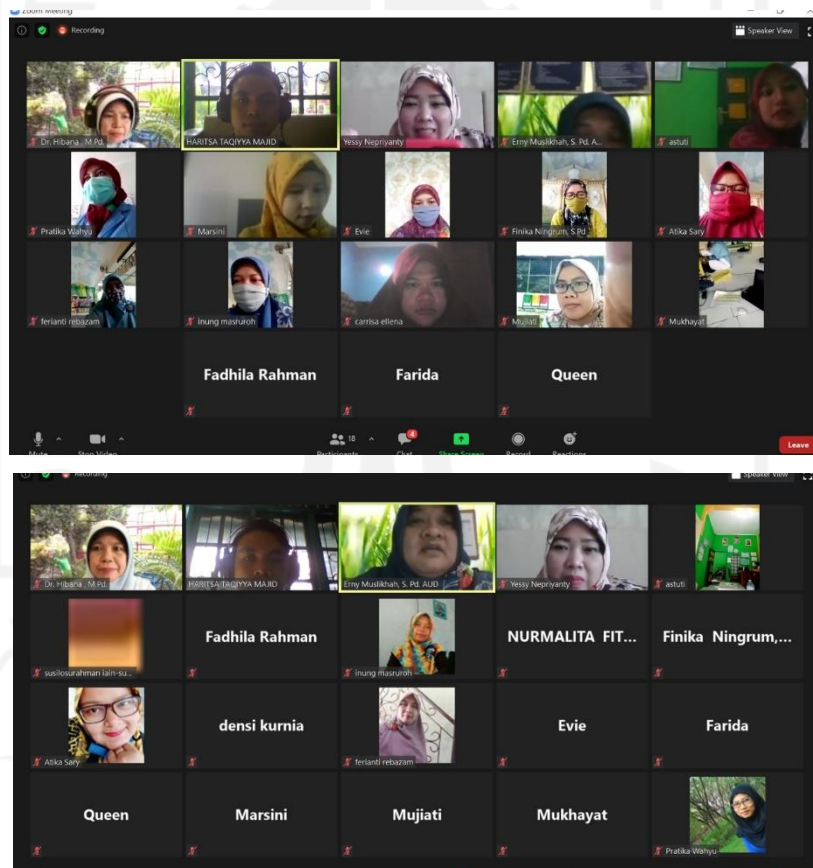 Zoom Meeting
Recording
Speaker View
Dr. Hibana , M.Pd.
HARITSA TAQIYYA MAJID
Yessy Nepriyanty
Erny Muslikhah, S. Pd. A...
astuti
Pratika Wahyu
Marsini
Evie
Finika Ningrum, S.Pd
Atika Sary
ferianti rebazam
inung masruroh
carrisa ellena
Mujiati
Mukhayat
Fadhila Rahman
Farida
Queen
4
18
Mute
Stop Video
Participants
Chat
Share Screen
Record
Reactions
Leave
Recording
Speaker View
Dr. Hibana , M.Pd.
HARITSA TAQIYYA MAJID
Erny Muslikhah, S. Pd. AUD
Yessy Nepriyanty
astuti
susilosurahman iain-su...
Fadhila Rahman
inung masruroh
NURMALITA FIT...
Finika Ningrum,...
Atika Sary
densi kurnia
ferianti rebazam
Evie
Farida
Queen
Marsini
Mujiati
Mukhayat
Pratika Wahyu